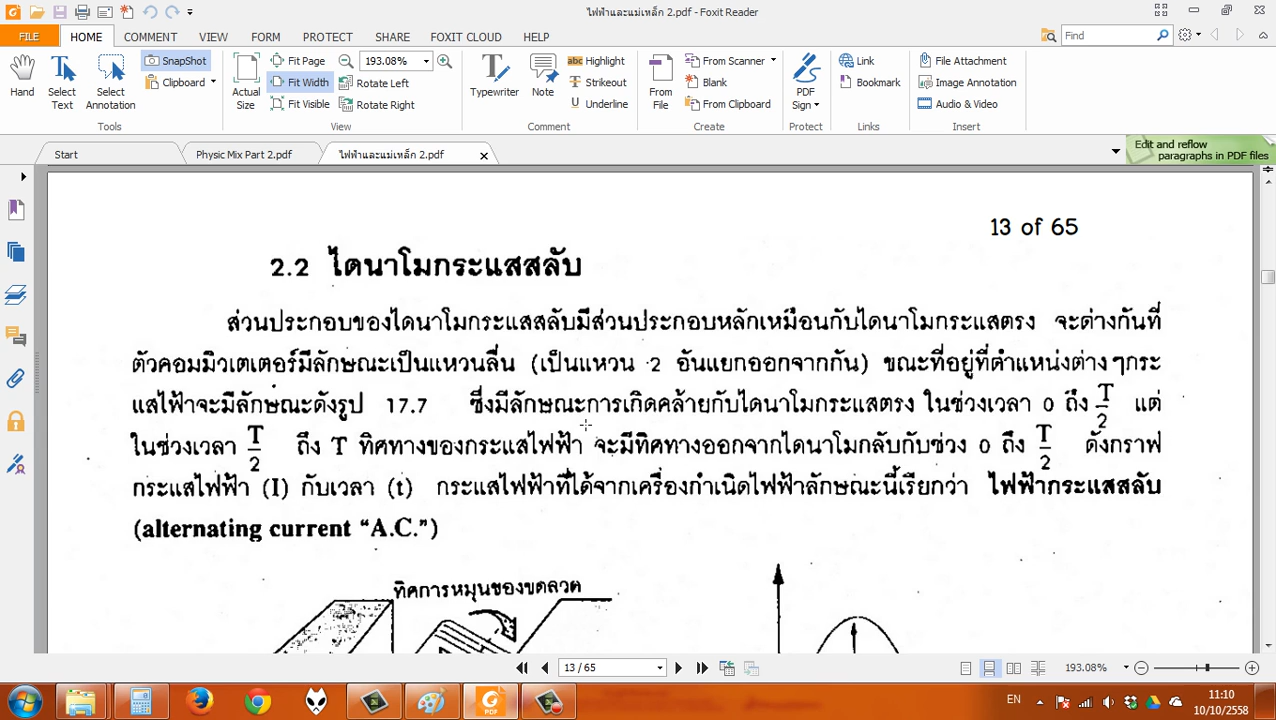 ไฟฟ้าและแม่เหล็ก 2.pdf - Foxit Reader
FILE HOME COMMENT VIEW FORM PROTECT SHARE FOXIT CLOUD HELP Find
SnapShot Fit Page 193.08% abc Highlight From Scanner Link File Attachment
Clipboard Fit Width Rotate Left Strikeout Blank Bookmark Image Annotation
Fit Visible Rotate Right Underline From Clipboard Audio & Video
Hand Select Text Select Annotation Actual Size Typewriter Note From File PDF Sign
Tools View Comment Create Protect Links Insert
Start Physic Mix Part 2.pdf ไฟฟ้าและแม่เหล็ก 2.pdf
Edit and reflow
paragraphs in PDF files
13 of 65
2.2 ไดนาโมกระแสสลับ
ส่วนประกอบของไดนาโมกระแสสลับมีส่วนประกอบหลักเหมือนกับไดนาโมกระแสตรง จะต่างกันที่
ตัวคอมมิวเตเตอร์มีลักษณะเป็นแหวนลื่น (เป็นแหวน 2 อันแยกออกจากกัน) ขณะที่อยู่ที่ตำแหน่งต่างๆกระ
แสไฟฟ้าจะมีลักษณะดังรูป 17.7 ซึ่งมีลักษณะการเกิดคล้ายกับไดนาโมกระแสตรง ในช่วงเวลา 0 ถึง T/2 แต่
ในช่วงเวลา T/2 ถึง T ทิศทางของกระแสไฟฟ้า จะมีทิศทางออกจากไดนาโมกลับกับช่วง 0 ถึง T/2 ดังกราฟ
กระแสไฟฟ้า (I) กับเวลา (t) กระแสไฟฟ้าที่ได้จากเครื่องกำเนิดไฟฟ้าลักษณะนี้เรียกว่า ไฟฟ้ากระแสสลับ
(alternating current "A.C.")
ทิศการหมุนของขดลวด
13 / 65 193.08%
EN 11:10
10/10/2558